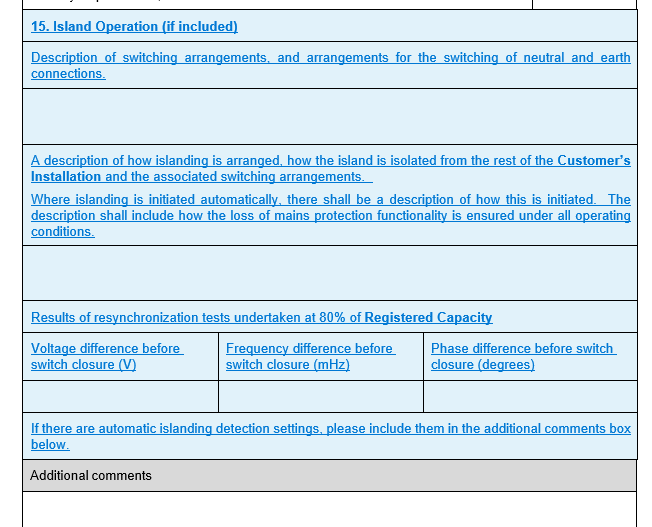 15. Island Operation (if included)
Description of switching arrangements, and arrangements for the switching of neutral and earth
connections.
A description of how islanding is arranged, how the island is isolated from the rest of the Customer's
Installation and the associated switching arrangements.
Where islanding is initiated automatically, there shall be a description of how this is initiated. The
description shall include how the loss of mains protection functionality is ensured under all operating
conditions.
Results of resynchronization tests undertaken at 80% of Registered Capacity
Voltage difference before
switch closure (V)
Frequency difference before
switch closure (mHz)
Phase difference before switch
closure (degrees)
If there are automatic islanding detection settings, please include them in the additional comments box
below.
Additional comments